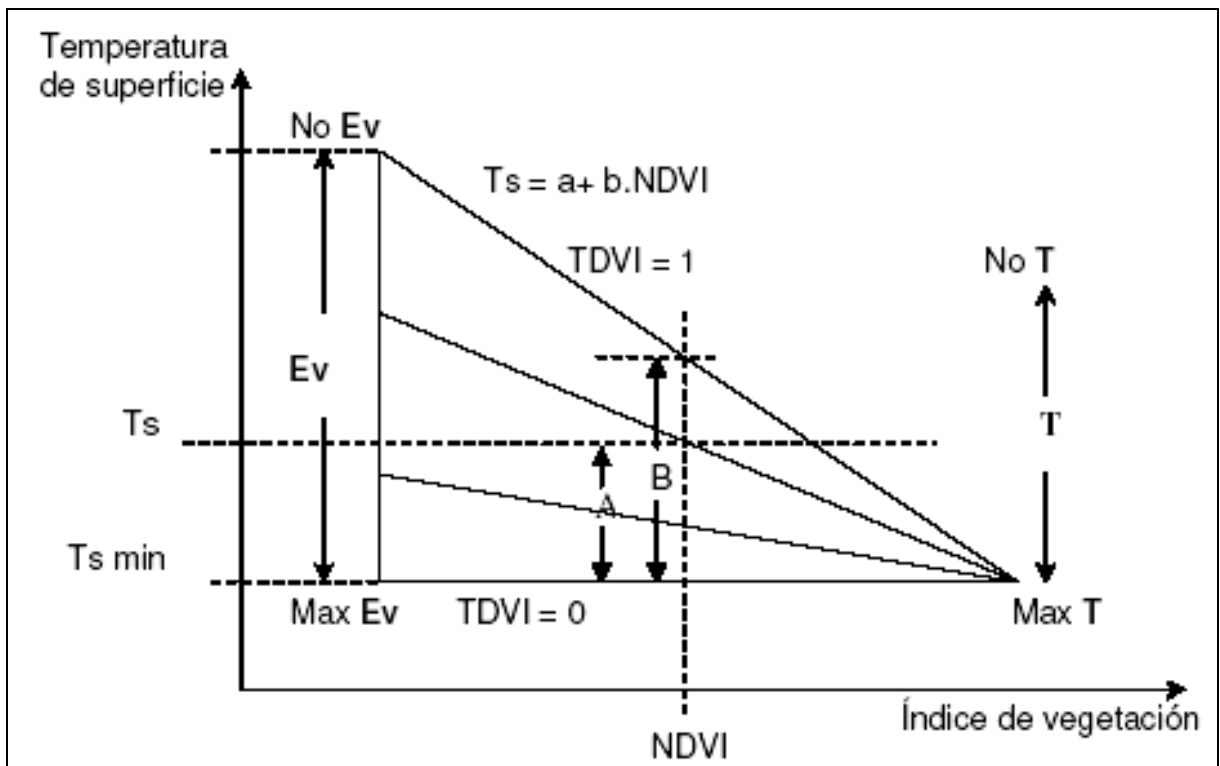 Temperatura
de superficie
No Ev
Ts = a+ b.NDVI
TDVI = 1
No T
Ev
Ts
T
B
A
Ts min
Max Ev
TDVI = 0
Max T
Índice de vegetación
NDVI